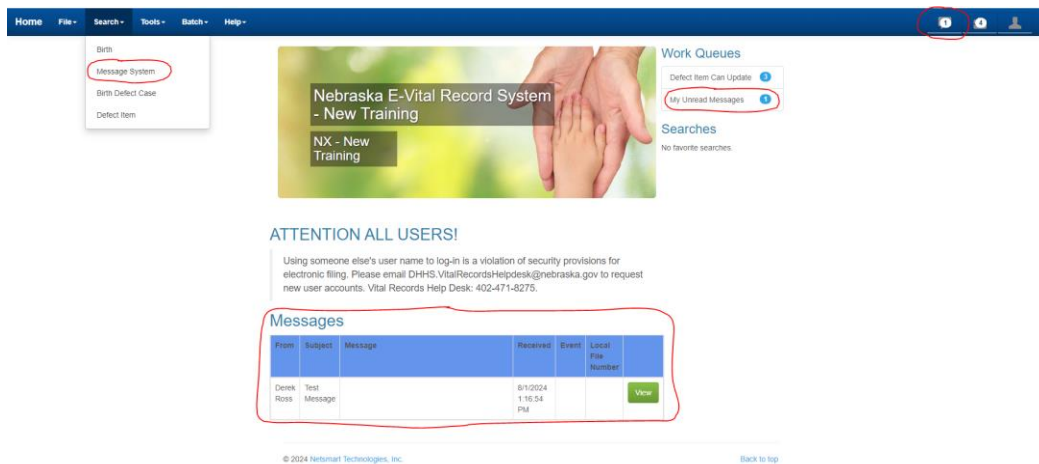 Home File Search Tools Batch Help 1 4
Birth
Message System
Birth Defect Case
Defect Item
Nebraska E-Vital Record System
- New Training
NX - New
Training
Work Queues
Defect Item Can Update 3
My Unread Messages 1
Searches
No favorite searches.
ATTENTION ALL USERS!
Using someone else's user name to log-in is a violation of security provisions for
electronic filing. Please email DHHS.VitalRecordsHelpdesk@nebraska.gov to request
new user accounts. Vital Records Help Desk: 402-471-8275.
Messages
From Subject Message Received Event Local
File
Number
Derek Test 8/1/2024 View
Ross Message 1:16:54
PM
© 2024 Netsmart Technologies, Inc. Back to top